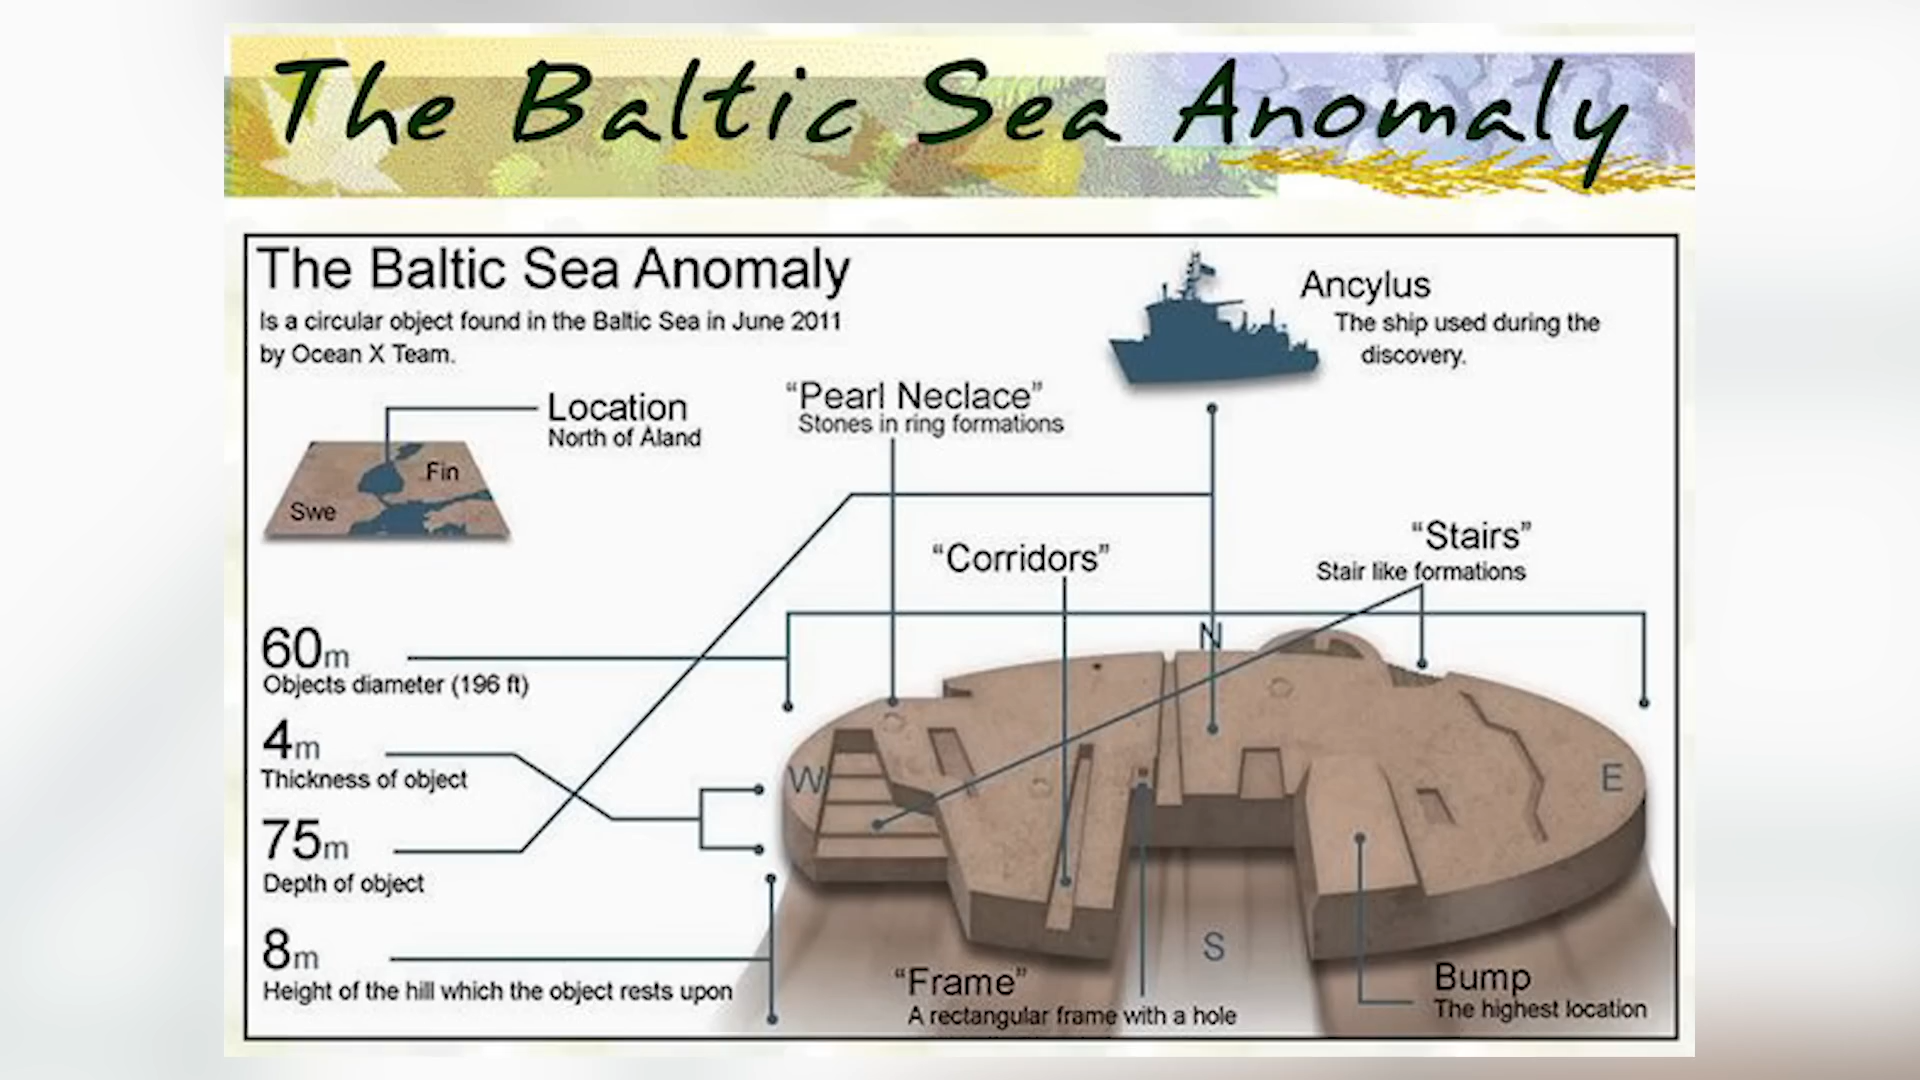 The Baltic Sea Anomaly
The Baltic Sea Anomaly
Is a circular object found in the Baltic Sea in June 2011
by Ocean X Team.
Ancylus
The ship used during the
discovery.
Location
North of Åland
Fin
Swe
“Pearl Neclace”
Stones in ring formations
“Corridors”
“Stairs”
Stair like formations
60m
Objects diameter (196 ft)
4m
Thickness of object
75m
Depth of object
8m
Height of the hill which the object rests upon
N
W
E
S
“Frame”
A rectangular frame with a hole
Bump
The highest location